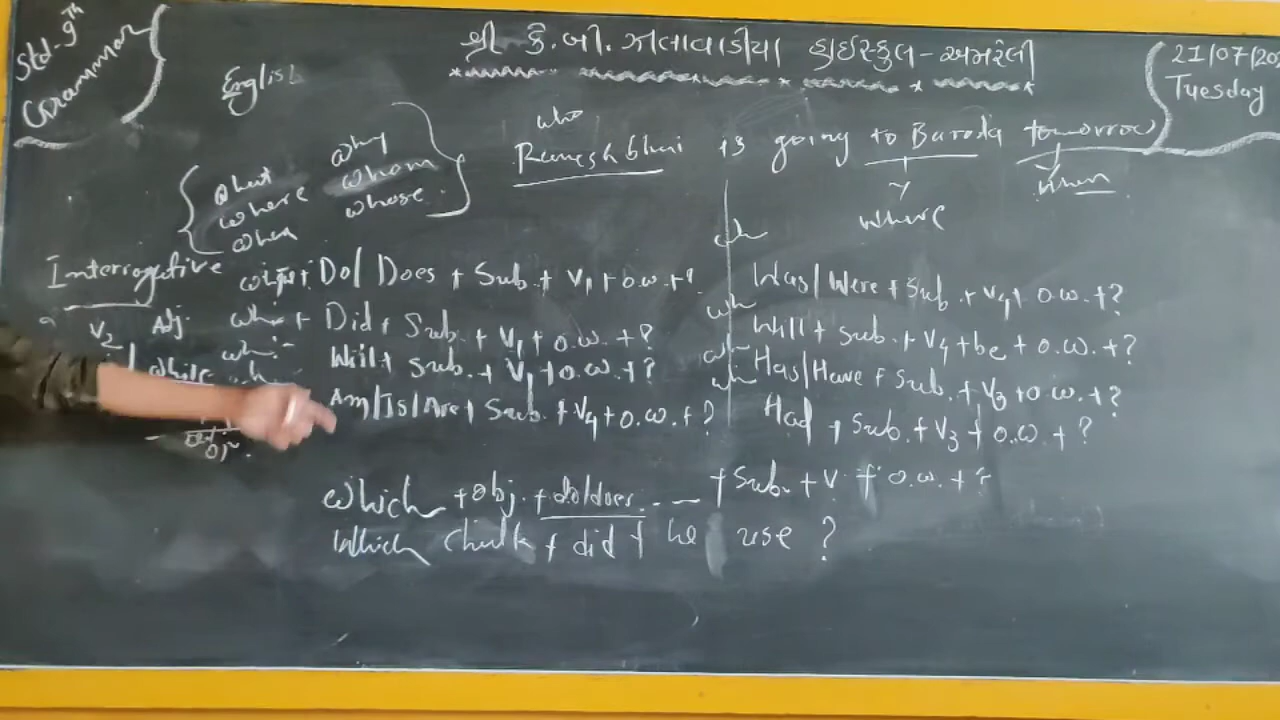 Std-9th
Grammar
English
શ્રી કે.બી. ઝાલાવાડીયા હાઈસ્કુલ-અમરેલી
21/07/20
Tuesday
who
Rameshbhai is going to Baroda tomorrow
where
when
what
where
when
why
whom
whose
Interrogative
Do/Does + Sub. + V1 + o.w. + ?
V2 Adj.
wh + Did + Sub. + V1 + o.w. + ?
wh Will + Sub. + V1 + o.w. + ?
Am/Is/Are + Sub. + V4 + o.w. + ?
wh Was/Were + Sub. + V4 + o.w. + ?
wh Will + Sub. + V4 + be + o.w. + ?
wh Has/Have + Sub. + V3 + o.w. + ?
wh Had + Sub. + V3 + o.w. + ?
obj.
Which + obj. + do/does.. — + Sub. + V + o.w. + ?
Which chalk + did + he use ?